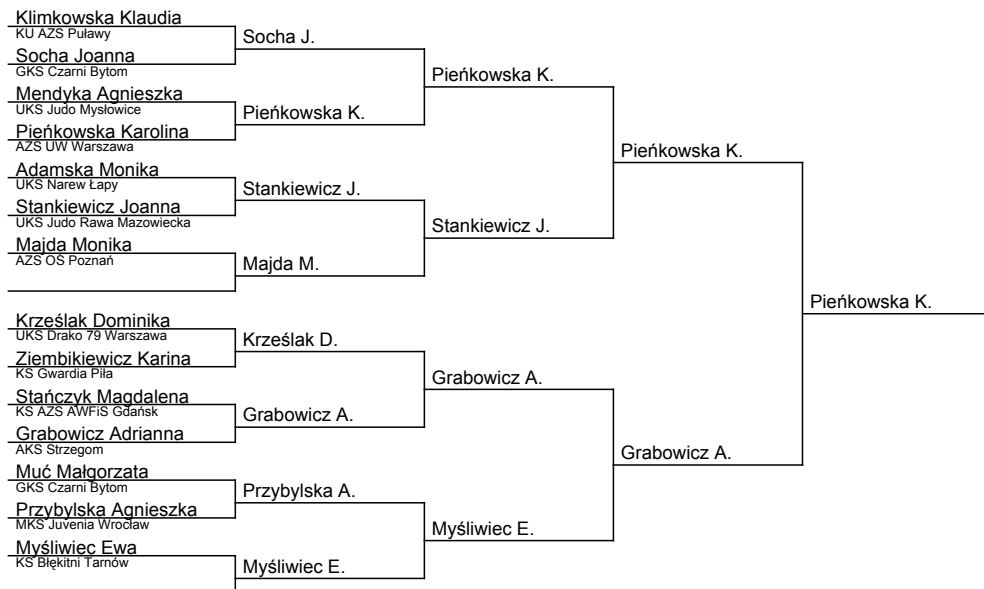 Klimkowska Klaudia
KU AZS Puławy
Socha Joanna
GKS Czarni Bytom
Mendyka Agnieszka
UKS Judo Mysłowice
Pieńkowska Karolina
AZS UW Warszawa
Adamska Monika
UKS Narew Łapy
Stankiewicz Joanna
UKS Judo Rawa Mazowiecka
Majda Monika
AZS OŚ Poznań
Krześlak Dominika
UKS Drako 79 Warszawa
Ziembikiewicz Karina
KS Gwardia Piła
Stańczyk Magdalena
KS AZS AWFiS Gdańsk
Grabowicz Adrianna
AKS Strzegom
Muć Małgorzata
GKS Czarni Bytom
Przybylska Agnieszka
MKS Juvenia Wrocław
Myśliwiec Ewa
KS Błękitni Tarnów
Socha J.
Pieńkowska K.
Stankiewicz J.
Majda M.
Krześlak D.
Grabowicz A.
Przybylska A.
Myśliwiec E.
Pieńkowska K.
Stankiewicz J.
Grabowicz A.
Myśliwiec E.
Pieńkowska K.
Grabowicz A.
Pieńkowska K.